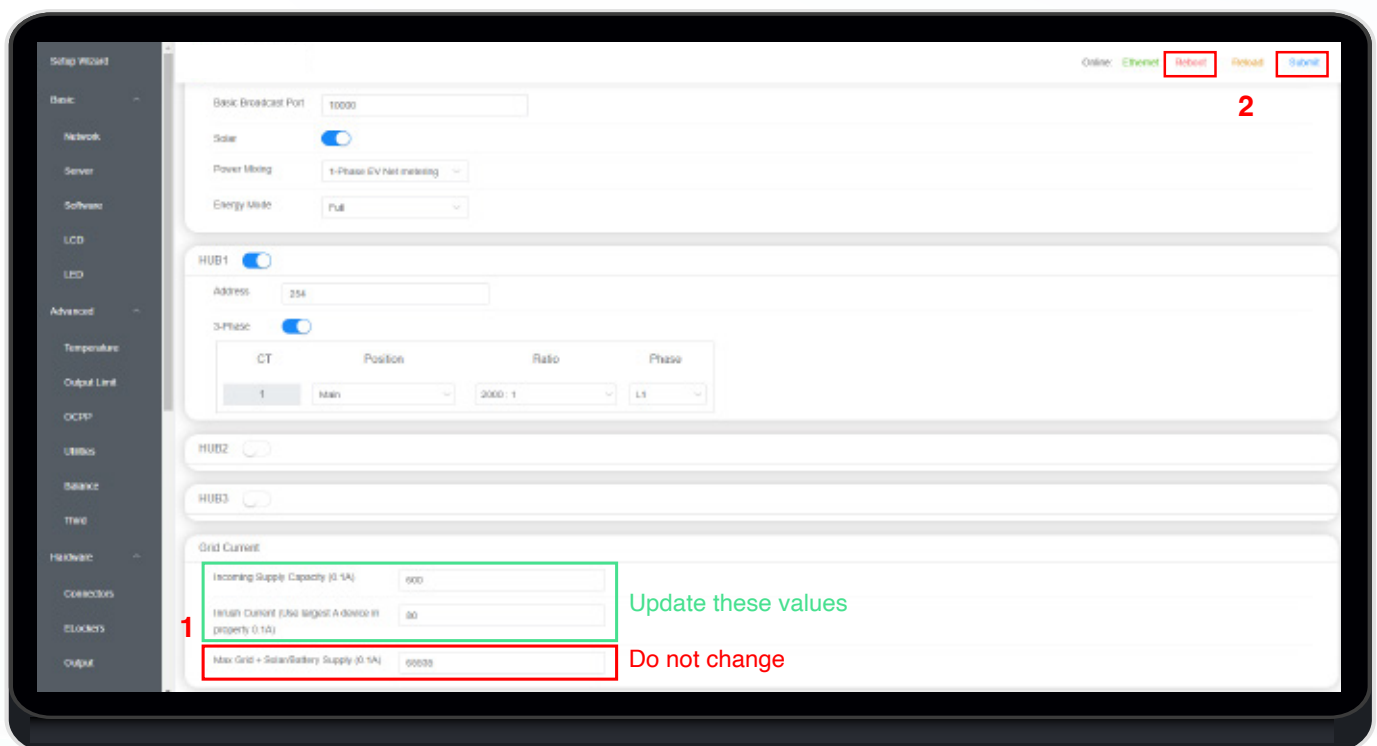 Setup Wizard
Online: Ethernet Reboot Reload Submit
2
Basic
Network
Server
Software
LCD
LED
Advanced
Temperature
Output Limit
OCPP
Utilities
Balance
Third
Hardware
Connectors
ELockers
Output
Basic Broadcast Port 10000
Solar
Power Mixing 1-Phase EV Net metering
Energy Mode Full
HUB1
Address 254
3-Phase
CT Position Ratio Phase
1 Main 2000 : 1 L1
HUB2
HUB3
Grid Current
Incoming Supply Capacity (0.1A) 600
Update these values
1
Inrush Current (Use largest A device in
property 0.1A) 80
Max Grid + Solar/Battery Supply (0.1A)
Do not change